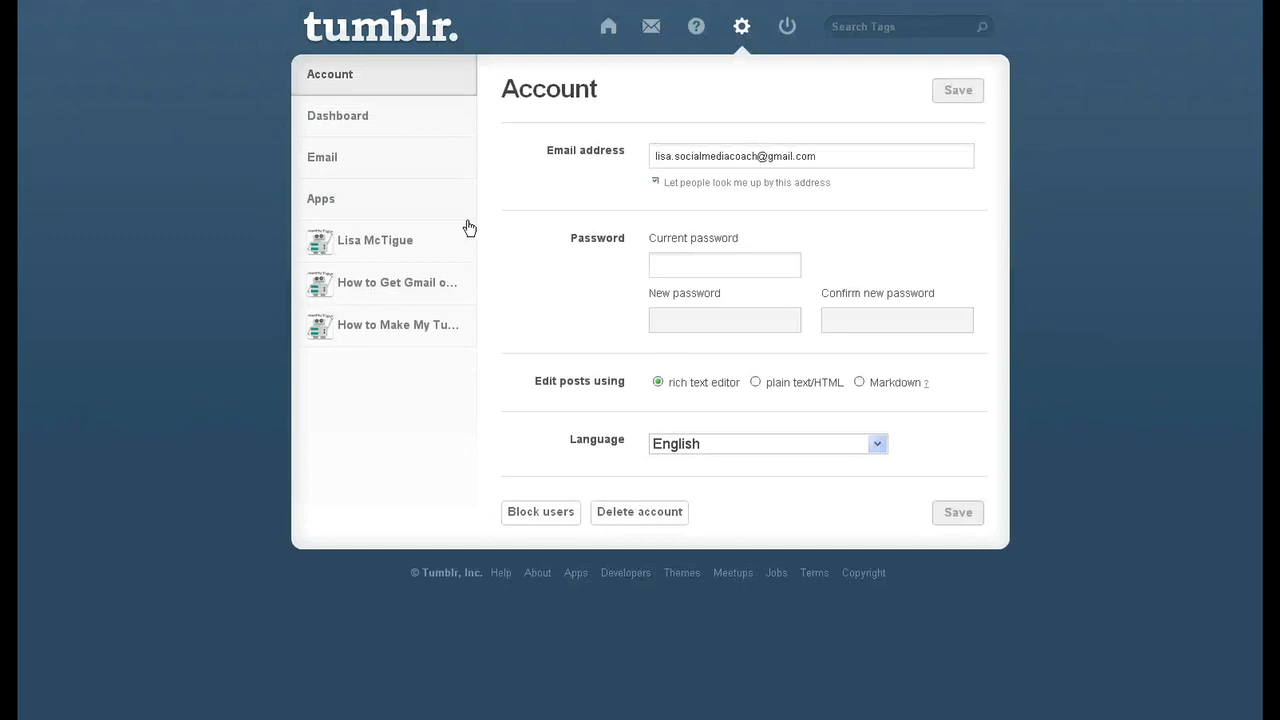 tumblr.
Search Tags
Account
Dashboard
Email
Apps
Lisa McTigue
How to Get Gmail o...
How to Make My Tu...
Account
Save
Email address
lisa.socialmediacoach@gmail.com
Let people look me up by this address
Password
Current password
New password
Confirm new password
Edit posts using
rich text editor
plain text/HTML
Markdown ?
Language
English
Block users
Delete account
Save
© Tumblr, Inc. Help About Apps Developers Themes Meetups Jobs Terms Copyright